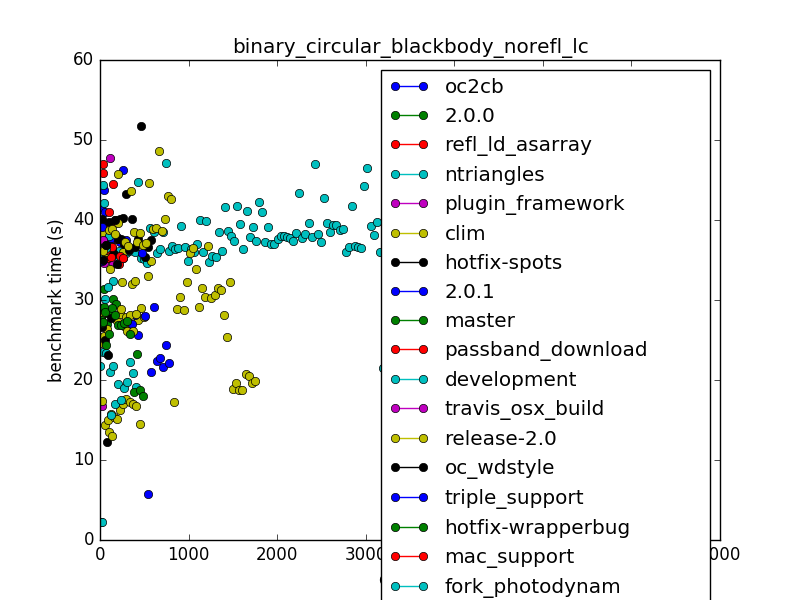 binary_circular_blackbody_norefl_lc
60
50
40
30
20
10
0
benchmark time (s)
0
1000
2000
oc2cb
2.0.0
refl_ld_asarray
ntriangles
plugin_framework
clim
hotfix-spots
2.0.1
master
passband_download
development
travis_osx_build
release-2.0
oc_wdstyle
triple_support
hotfix-wrapperbug
mac_support
fork_photodynam